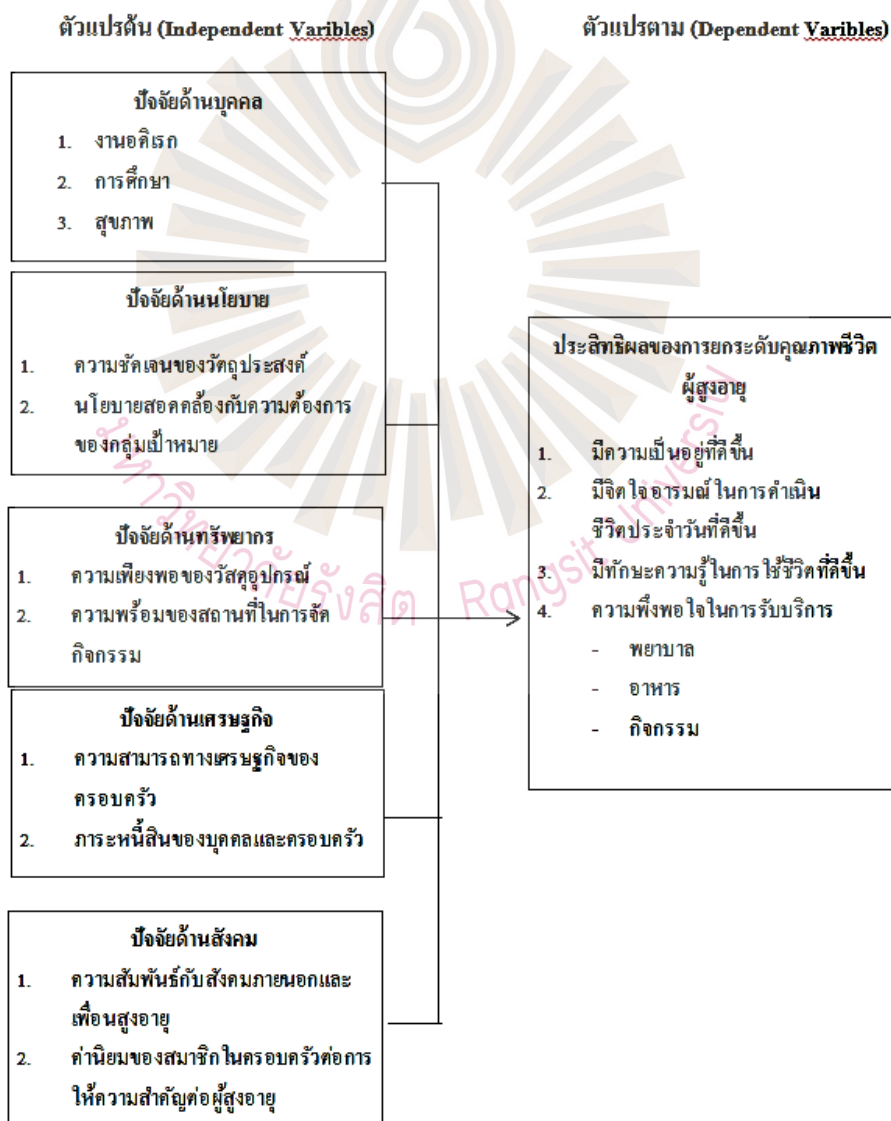 ตัวแปรต้น (Independent Varibles)
ปัจจัยด้านบุคคล
1. งานอดิเรก
2. การศึกษา
3. สุขภาพ
ปัจจัยด้านนโยบาย
1. ความชัดเจนของวัตถุประสงค์
2. นโยบายสอดคล้องกับความต้องการ
ของกลุ่มเป้าหมาย
ปัจจัยด้านทรัพยากร
1. ความเพียงพอของวัสดุอุปกรณ์
2. ความพร้อมของสถานที่ในการจัด
กิจกรรม
ปัจจัยด้านเศรษฐกิจ
1. ความสามารถทางเศรษฐกิจของ
ครอบครัว
2. ภาระหนี้สินของบุคคลและครอบครัว
ปัจจัยด้านสังคม
1. ความสัมพันธ์กับสังคมภายนอกและ
เพื่อนสูงอายุ
2. ค่านิยมของสมาชิกในครอบครัวต่อการ
ให้ความสำคัญต่อผู้สูงอายุ
ตัวแปรตาม (Dependent Varibles)
ประสิทธิผลของการยกระดับคุณภาพชีวิต
ผู้สูงอายุ
1. มีความเป็นอยู่ที่ดีขึ้น
2. มีจิตใจ อารมณ์ ในการดำเนิน
ชีวิตประจำวันที่ดีขึ้น
3. มีทักษะความรู้ในการใช้ชีวิตที่ดีขึ้น
4. ความพึงพอใจในการรับบริการ
- พยาบาล
- อาหาร
- กิจกรรม
มหาวิทยาลัยรังสิต Rangsit University